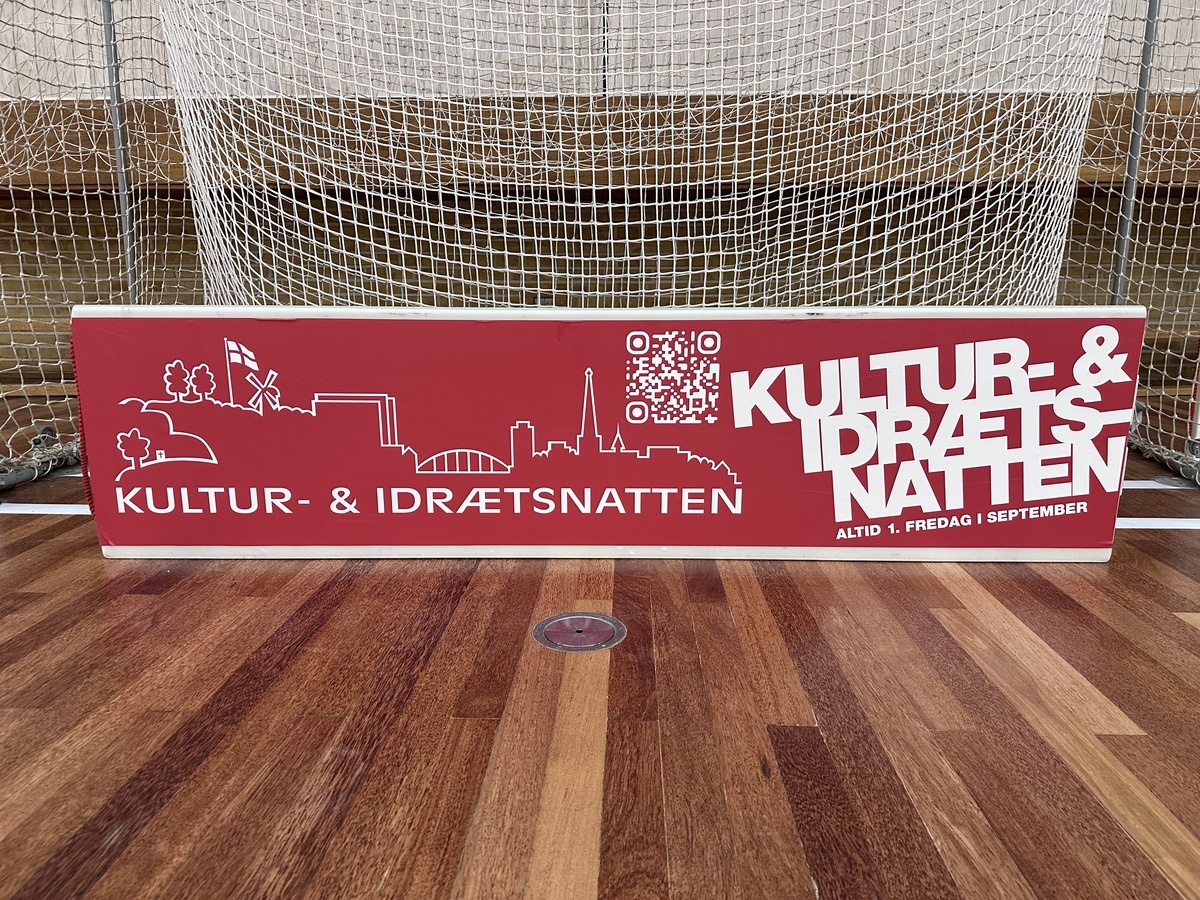 KULTUR- & IDRÆTSNATTEN
KULTUR- &
IDRÆTS-
NATTEN
ALTID 1. FREDAG I SEPTEMBER